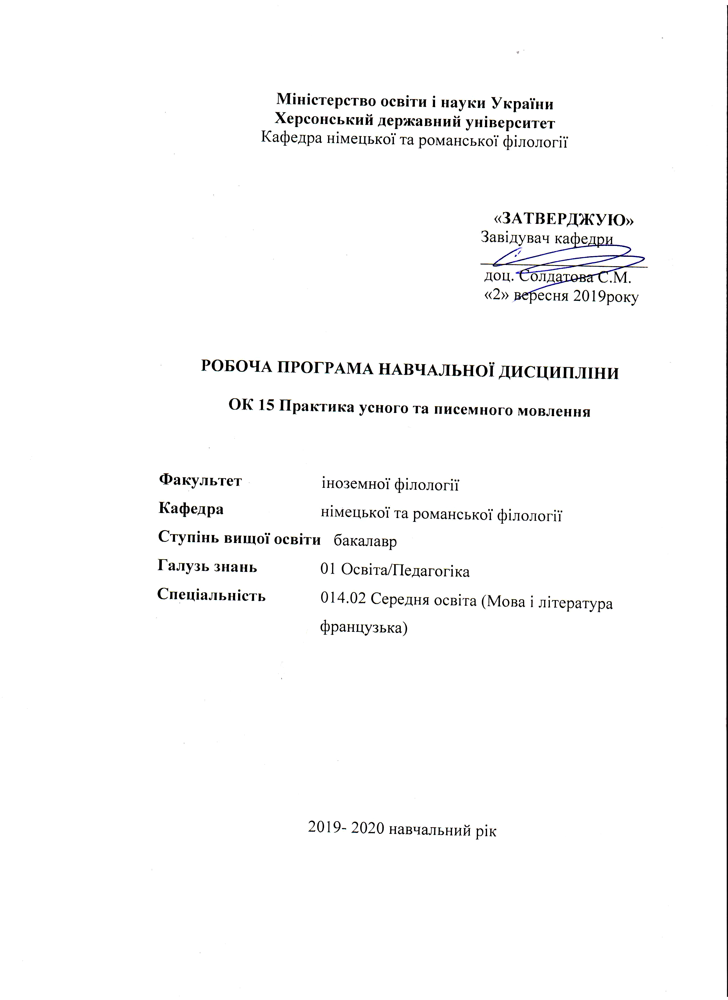 Міністерство освіти і науки України
Херсонський державний університет
Кафедра німецької та романської філології
«ЗАТВЕРДЖУЮ»
Завідувач кафедри
доц. Солдатова С.М.
«2» вересня 2019року
РОБОЧА ПРОГРАМА НАВЧАЛЬНОЇ ДИСЦИПЛІНИ
ОК 15 Практика усного та писемного мовлення
Факультет іноземної філології
Кафедра німецької та романської філології
Ступінь вищої освіти бакалавр
Галузь знань 01 Освіта/Педагогіка
Спеціальність 014.02 Середня освіта (Мова і література
французька)
2019- 2020 навчальний рік